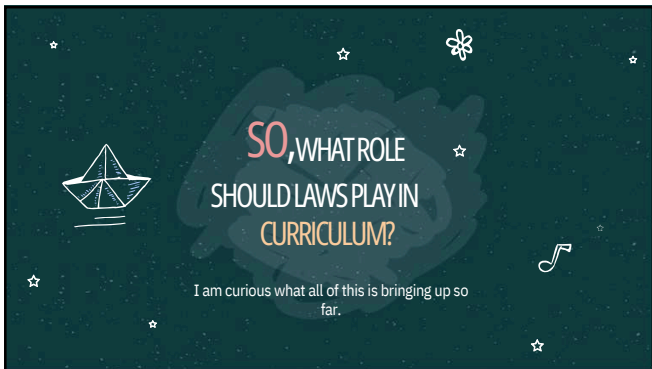 SO, WHAT ROLE
SHOULD LAWS PLAY IN
CURRICULUM?
I am curious what all of this is bringing up so
far.